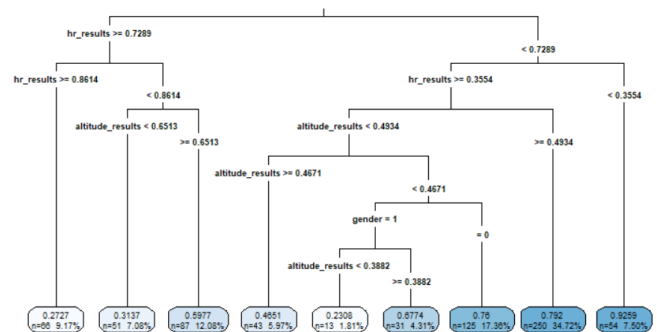 hr_results >= 0.7289
< 0.7289
hr_results >= 0.8614
< 0.8614
hr_results >= 0.3554
< 0.3554
altitude_results < 0.6513
>= 0.6513
altitude_results < 0.4934
>= 0.4934
altitude_results >= 0.4671
< 0.4671
gender = 1
= 0
altitude_results < 0.3882
>= 0.3882
0.2727
n=66 9.17%
0.3137
n=51 7.08%
0.5977
n=87 12.08%
0.4651
n=43 5.97%
0.2308
n=13 1.81%
0.6774
n=31 4.31%
0.76
n=125 17.36%
0.792
n=250 34.72%
0.9259
n=54 7.50%